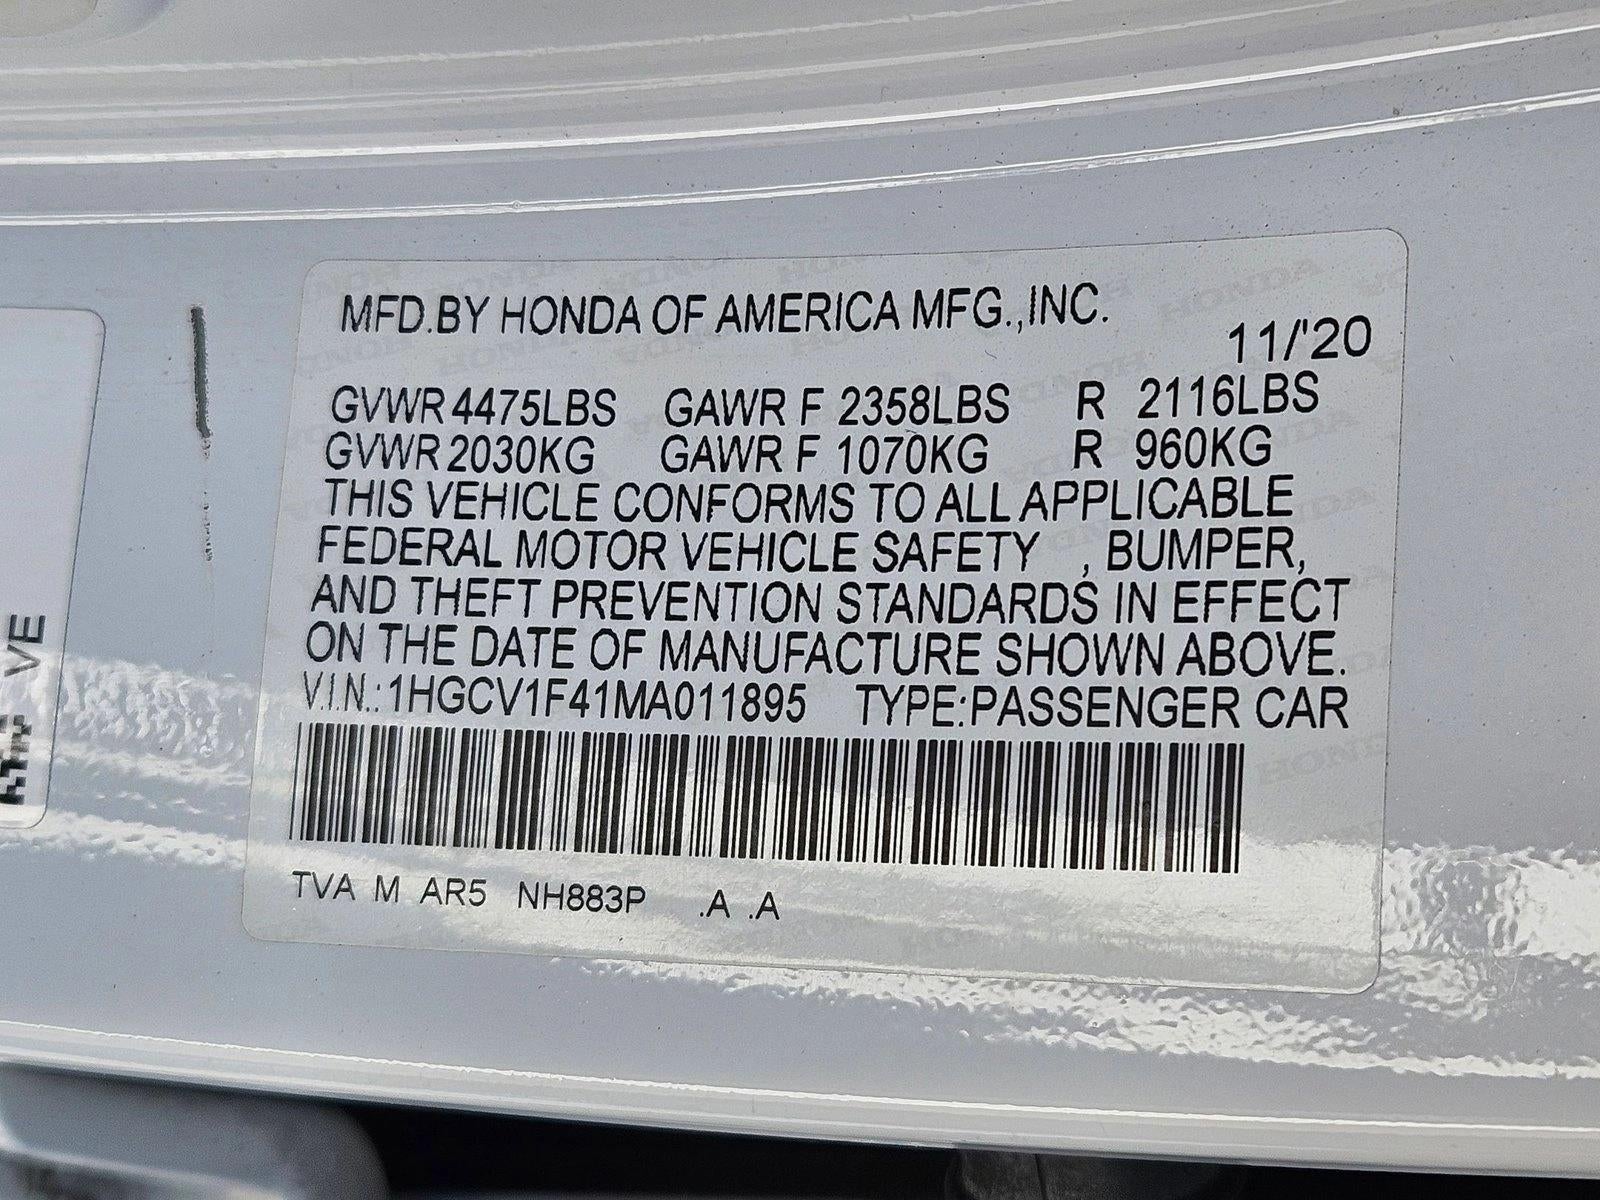 MFD.BY HONDA OF AMERICA MFG.,INC.
11/'20
GVWR 4475LBS GAWR F 2358LBS R 2116LBS
GVWR 2030KG GAWR F 1070KG R 960KG
THIS VEHICLE CONFORMS TO ALL APPLICABLE
FEDERAL MOTOR VEHICLE SAFETY , BUMPER,
AND THEFT PREVENTION STANDARDS IN EFFECT
ON THE DATE OF MANUFACTURE SHOWN ABOVE.
V.I.N.: 1HGCV1F41MA011895 TYPE:PASSENGER CAR
TVA M AR5 NH883P .A .A
VE